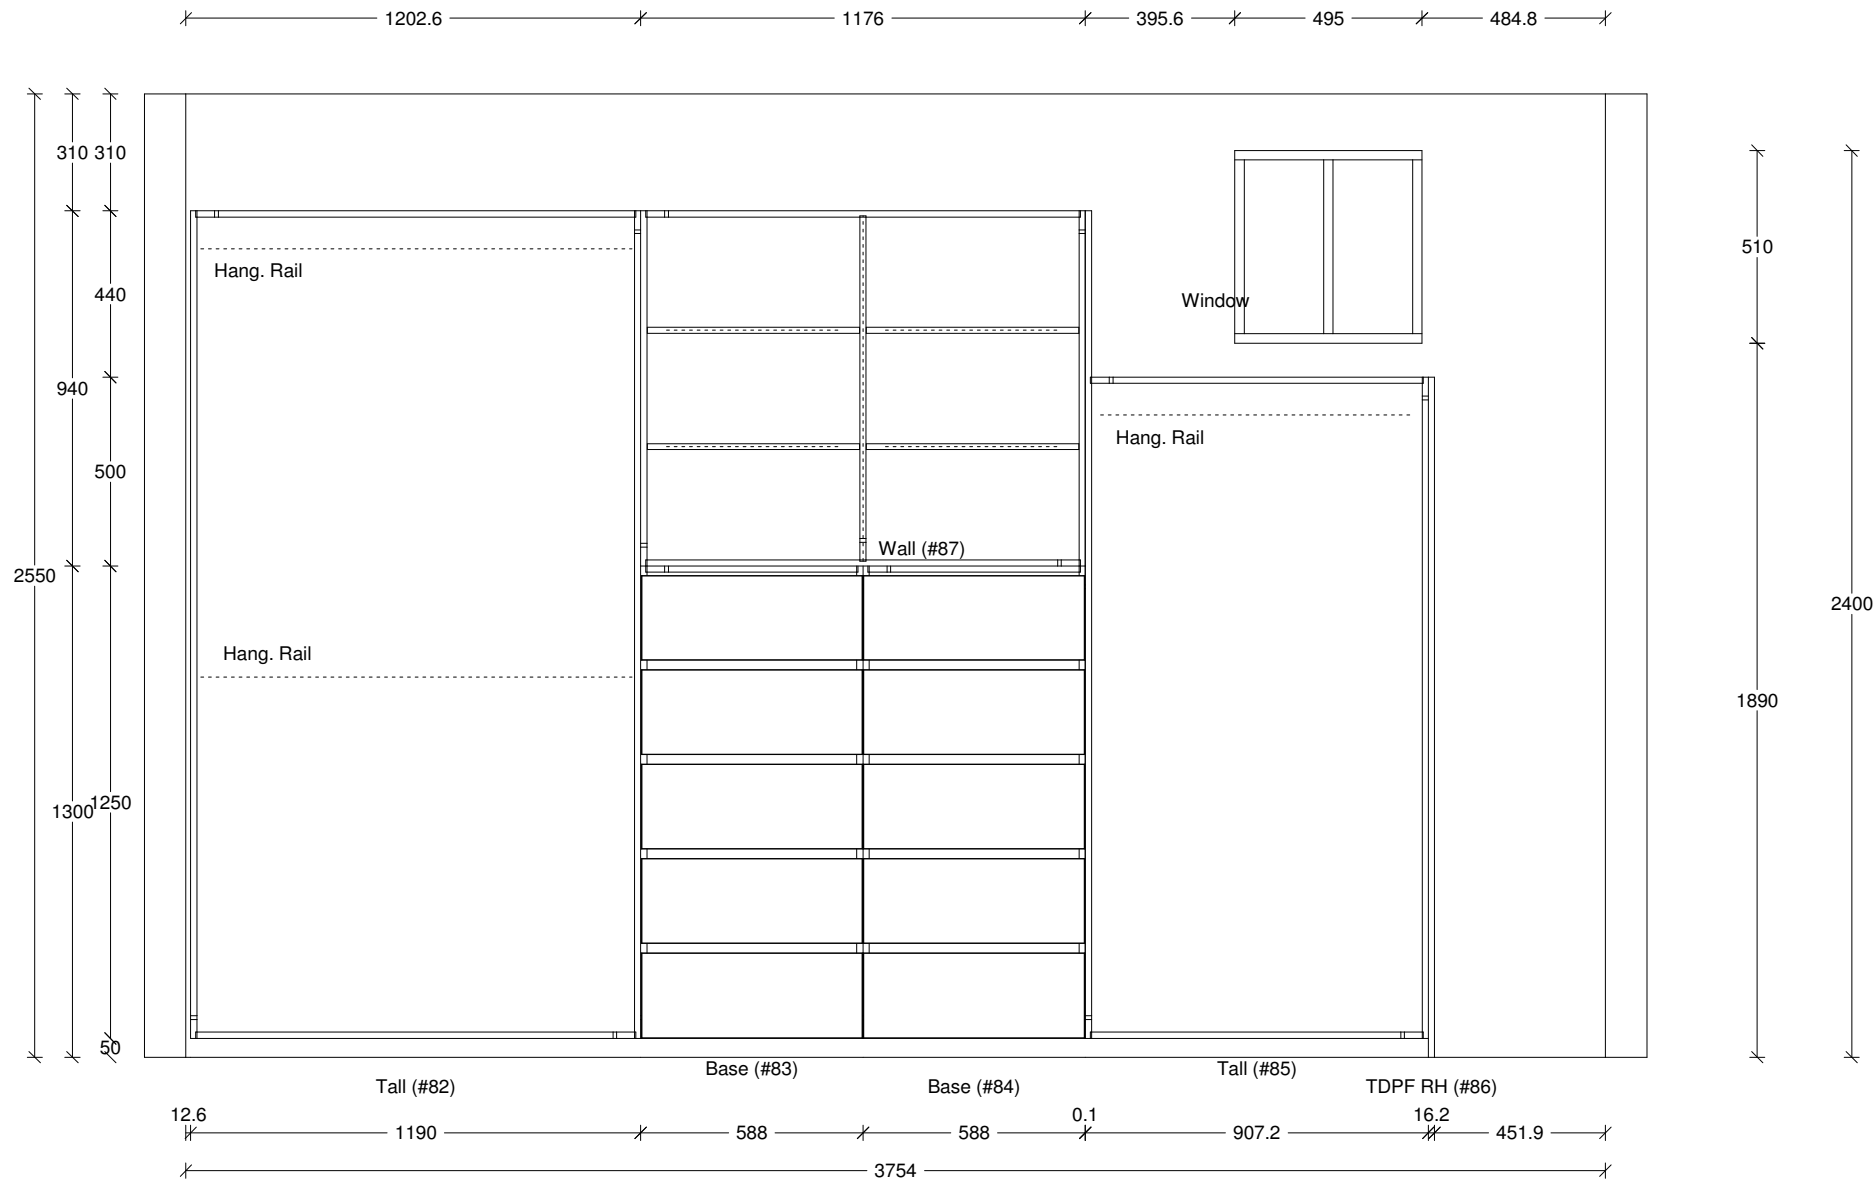 1202.6 1176 395.6 495 484.8
310 310
510
Hang. Rail
440
Window
940
Hang. Rail
500
Wall (#87)
2550
2400
Hang. Rail
1890
1300 1250
50
Base (#83) Tall (#85)
Tall (#82) Base (#84) TDPF RH (#86)
12.6 0.1 16.2
1190 588 588 907.2 451.9
3754